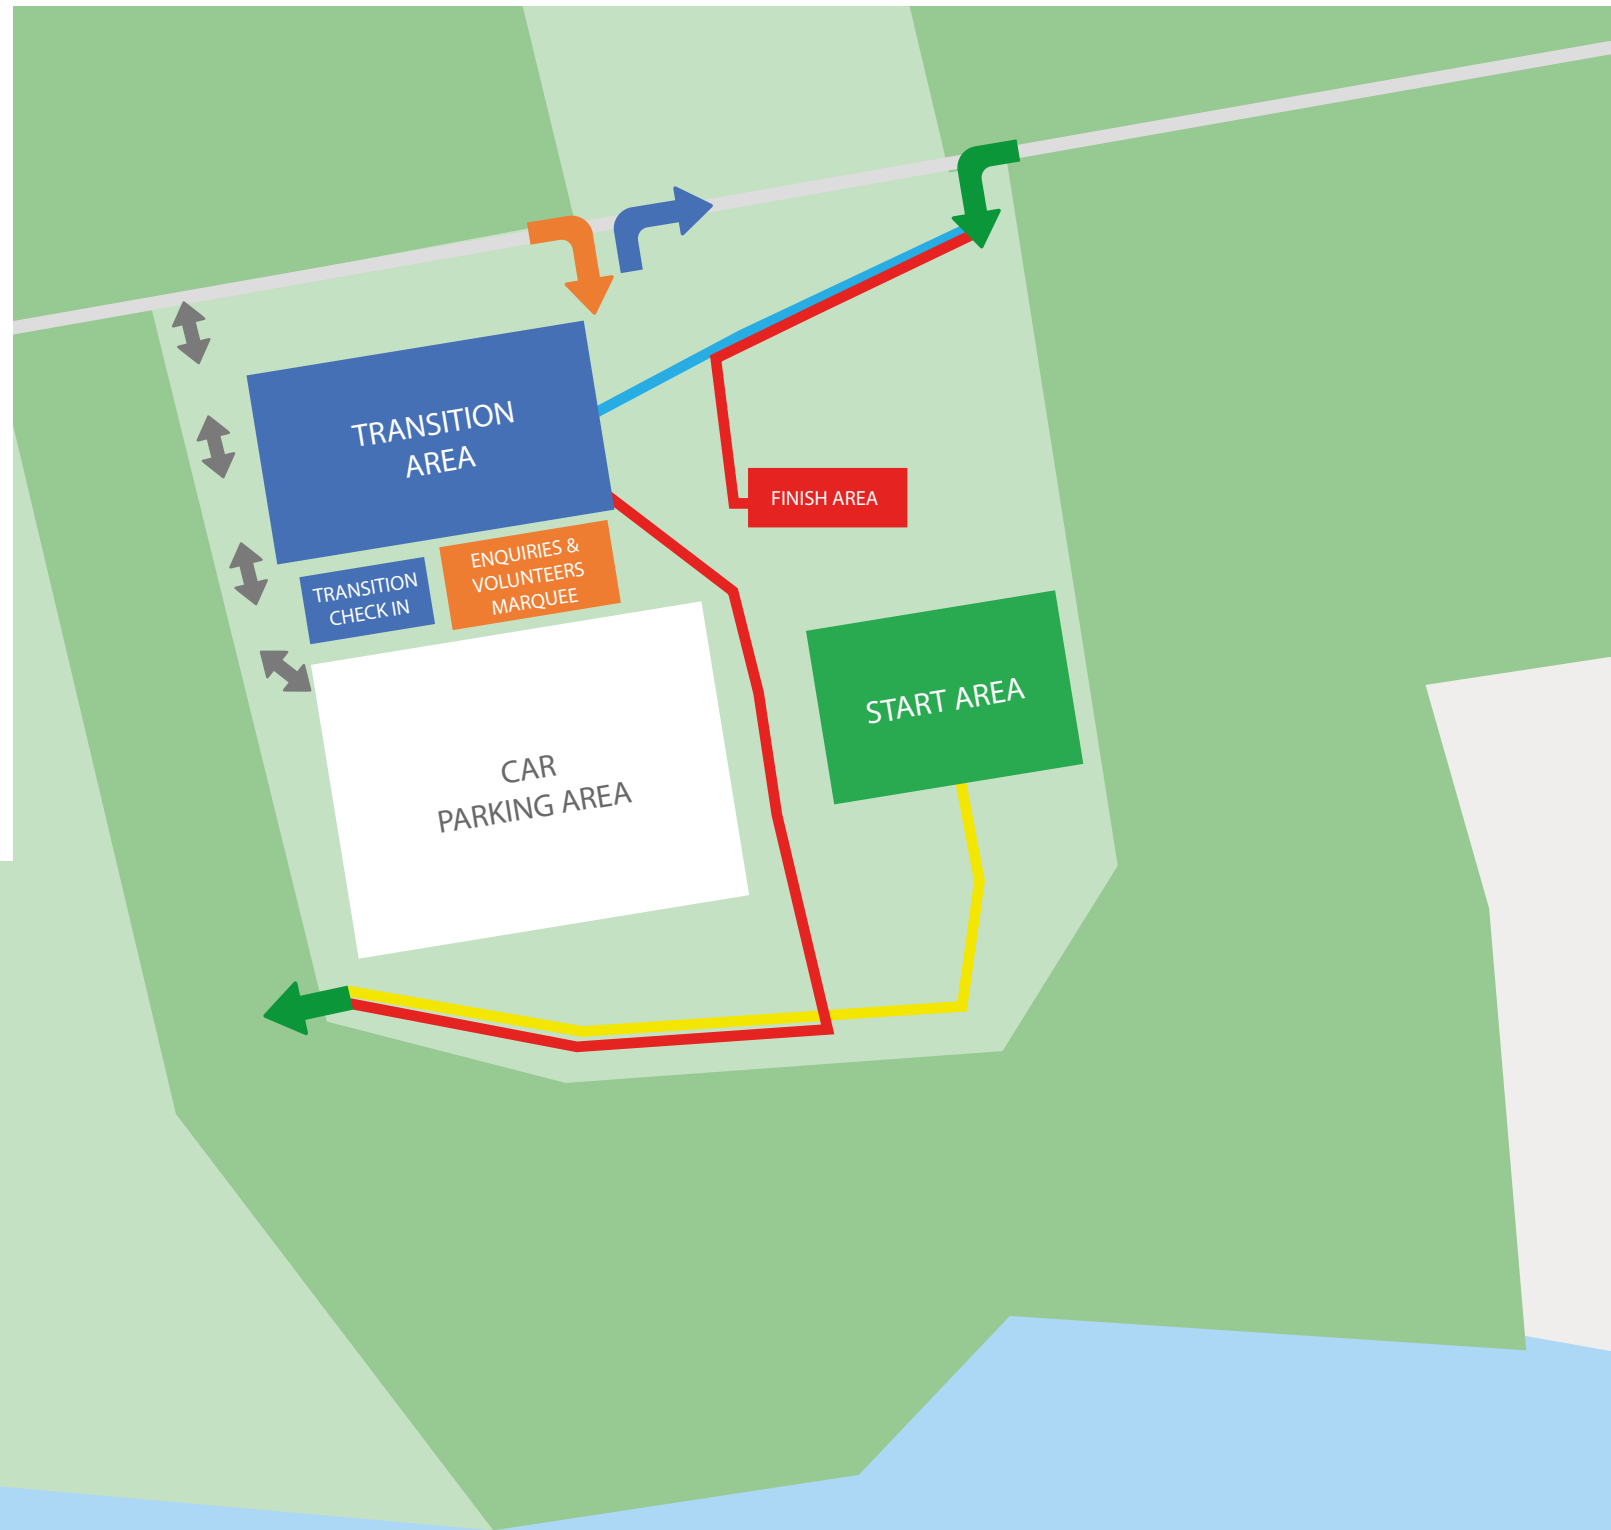 TRANSITION
AREA
FINISH AREA
ENQUIRIES &
VOLUNTEERS
MARQUEE
TRANSITION
CHECK IN
START AREA
CAR
PARKING AREA